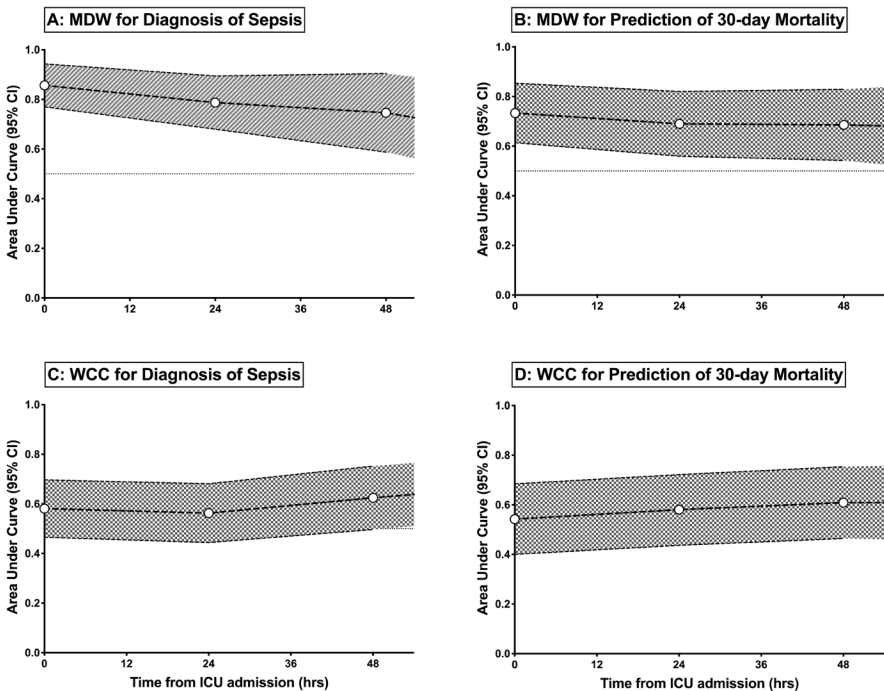 A: MDW for Diagnosis of Sepsis
Area Under Curve (95% CI)
1.0
0.8
0.6
0.4
0.2
0.0
0 12 24 36 48
B: MDW for Prediction of 30-day Mortality
Area Under Curve (95% CI)
1.0
0.8
0.6
0.4
0.2
0.0
0 12 24 36 48
C: WCC for Diagnosis of Sepsis
Area Under Curve (95% CI)
1.0
0.8
0.6
0.4
0.2
0.0
0 12 24 36 48
Time from ICU admission (hrs)
D: WCC for Prediction of 30-day Mortality
Area Under Curve (95% CI)
1.0
0.8
0.6
0.4
0.2
0.0
0 12 24 36 48
Time from ICU admission (hrs)